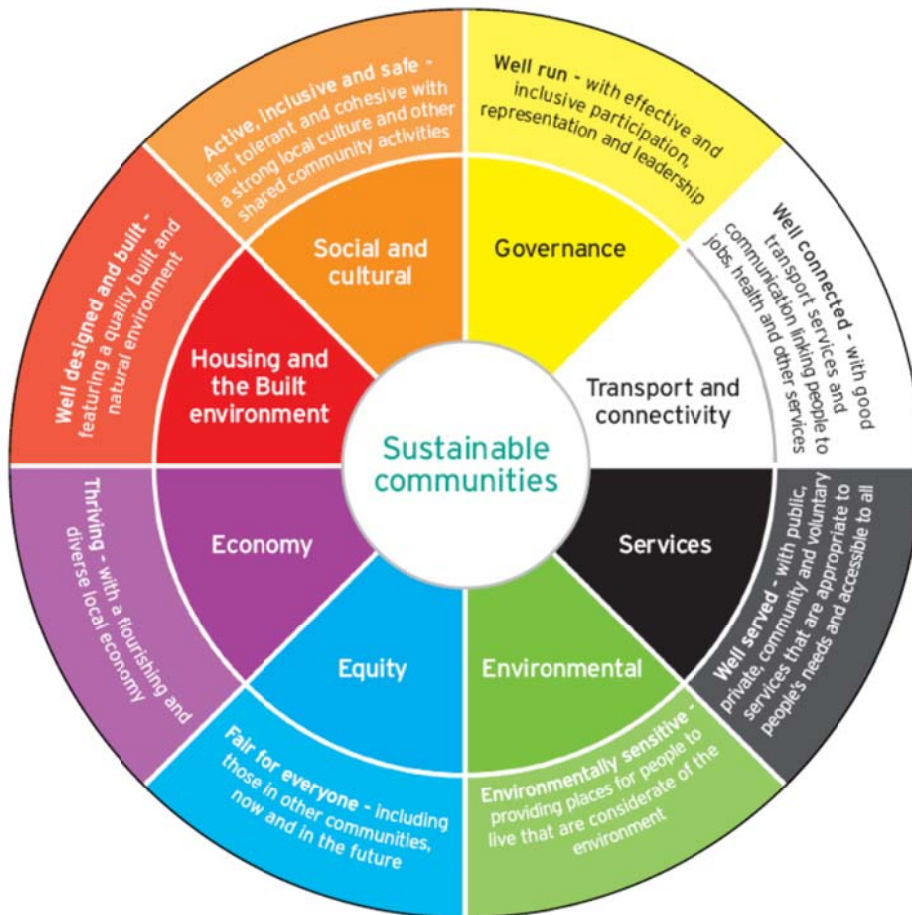 Sustainable
communities
Governance
Well run - with effective and
inclusive participation,
representation and leadership
Transport and
connectivity
Well connected - with good
transport services and
communication linking people to
jobs, health and other services
Services
Well served - with public,
private, community and voluntary
services that are appropriate to
people's needs and accessible to all
Environmental
Environmentally sensitive -
providing places for people to
live that are considerate of the
environment
Equity
Fair for everyone - including
those in other communities,
now and in the future
Economy
Thriving - with a flourishing and
diverse local economy
Housing and
the Built
environment
Well designed and built -
featuring a quality built and
natural environment
Social and
cultural
Active, inclusive and safe -
fair, tolerant and cohesive with
a strong local culture and other
shared community activities